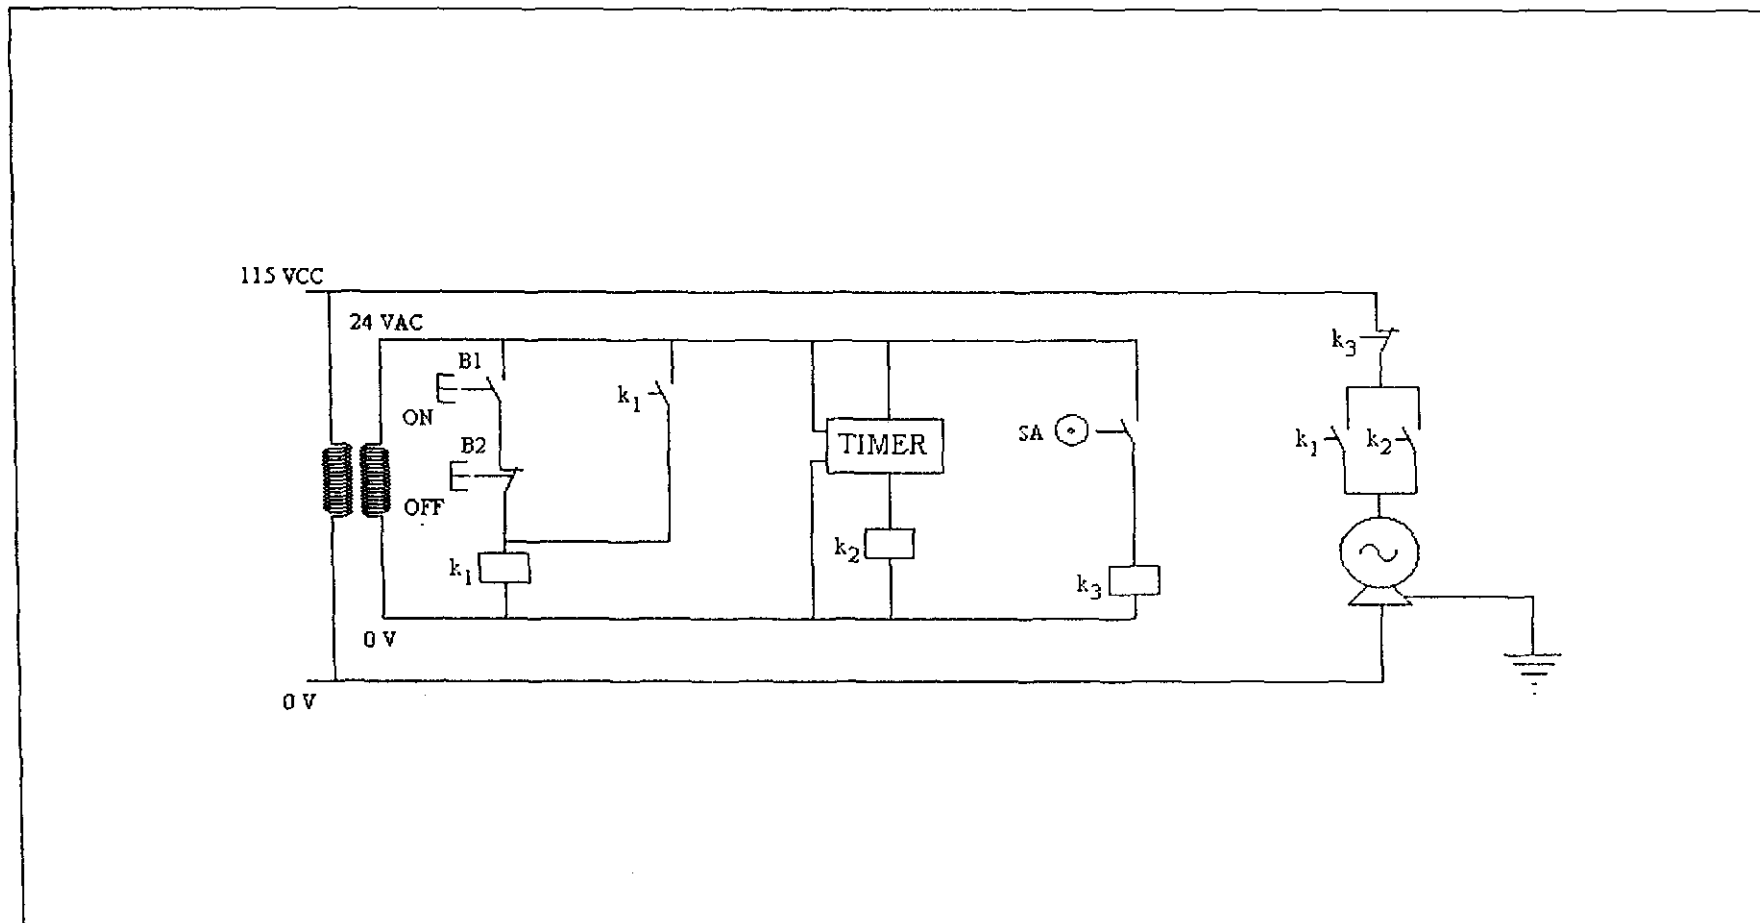 115 VCC
24 VAC
B1
ON
B2
OFF
k1
k1
TIMER
k2
SA
k3
k3
k1
k2
0 V
0 V